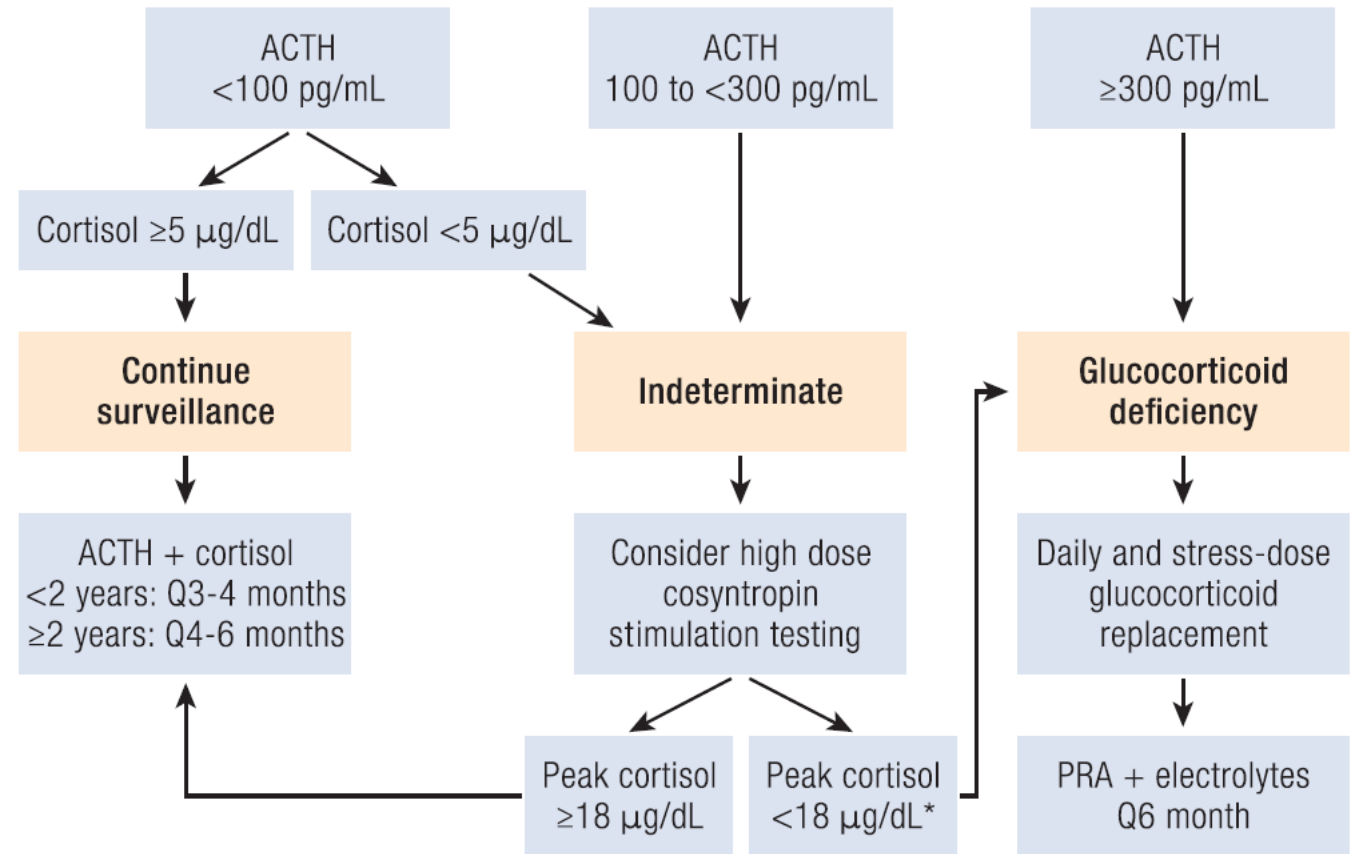 ACTH
<100 pg/mL
ACTH
100 to <300 pg/mL
ACTH
≥300 pg/mL
Cortisol ≥5 µg/dL
Cortisol <5 µg/dL
Continue
surveillance
Indeterminate
Glucocorticoid
deficiency
ACTH + cortisol
<2 years: Q3-4 months
≥2 years: Q4-6 months
Consider high dose
cosyntropin
stimulation testing
Daily and stress-dose
glucocorticoid
replacement
Peak cortisol
≥18 µg/dL
Peak cortisol
<18 µg/dL*
PRA + electrolytes
Q6 month